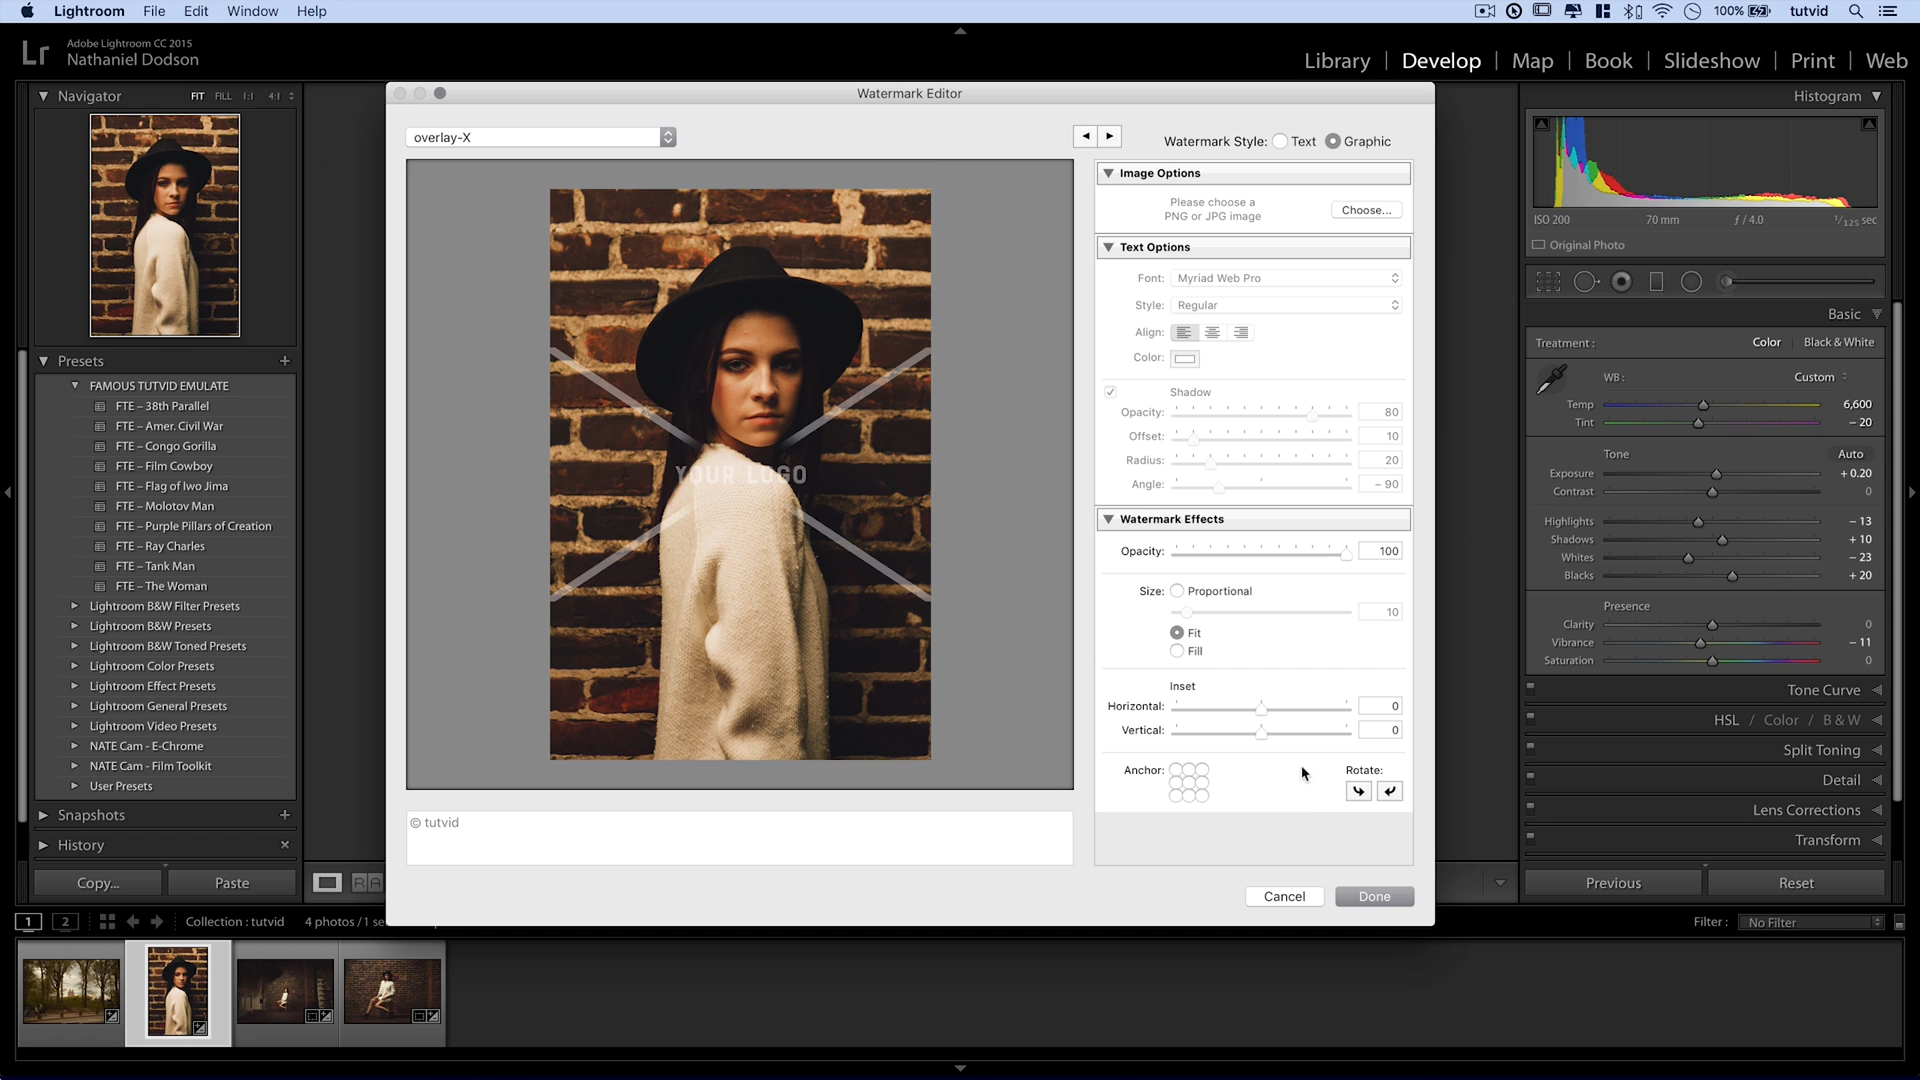 Lightroom File Edit Window Help
100% tutvid
Lr
Adobe Lightroom CC 2015
Nathaniel Dodson
Library | Develop | Map | Book | Slideshow | Print | Web
Navigator FIT FILL 1:1 4:1
Presets +
FAMOUS TUTVID EMULATE
FTE – 38th Parallel
FTE – Amer. Civil War
FTE – Congo Gorilla
FTE – Film Cowboy
FTE – Flag of Iwo Jima
FTE – Molotov Man
FTE – Purple Pillars of Creation
FTE – Ray Charles
FTE – Tank Man
FTE – The Woman
Lightroom B&W Filter Presets
Lightroom B&W Presets
Lightroom B&W Toned Presets
Lightroom Color Presets
Lightroom Effect Presets
Lightroom General Presets
Lightroom Video Presets
NATE Cam - E-Chrome
NATE Cam - Film Toolkit
User Presets
Snapshots +
History ×
Copy... Paste
Watermark Editor
overlay-X
Watermark Style: Text Graphic
YOUR LOGO
© tutvid
Image Options
Please choose a
PNG or JPG image
Choose...
Text Options
Font: Myriad Web Pro
Style: Regular
Align:
Color:
Shadow
Opacity: 80
Offset: 10
Radius: 20
Angle: – 90
Watermark Effects
Opacity: 100
Size: Proportional
10
Fit
Fill
Inset
Horizontal: 0
Vertical: 0
Anchor: Rotate:
Cancel Done
Histogram
ISO 200 70 mm ƒ / 4.0 1/125 sec
Original Photo
Basic
Treatment : Color Black & White
WB : Custom
Temp 6,600
Tint – 20
Tone Auto
Exposure + 0.20
Contrast 0
Highlights – 13
Shadows + 10
Whites – 23
Blacks + 20
Presence
Clarity 0
Vibrance – 11
Saturation 0
Tone Curve
HSL / Color / B & W
Split Toning
Detail
Lens Corrections
Transform
Previous Reset
R A
1 2 Collection : tutvid 4 photos / 1 se
Filter : No Filter